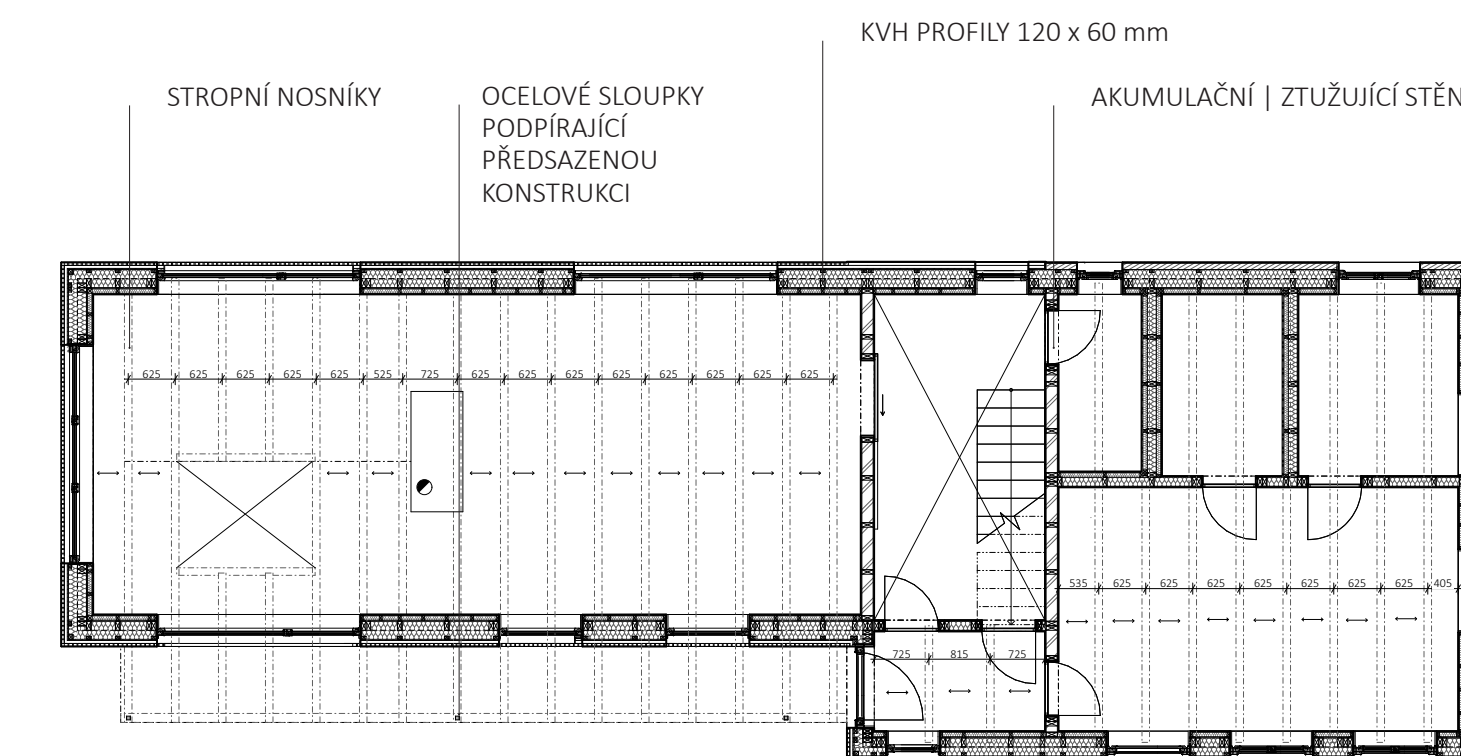 KVH PROFILY 120 x 60 mm
STROPNÍ NOSNÍKY
OCELOVÉ SLOUPKY
PODPÍRAJÍCÍ
PŘEDSAZENOU
KONSTRUKCI
AKUMULAČNÍ | ZTUŽUJÍCÍ STĚN
625 625 625 625 625 525 725 625 625 625 625 625 625 625 625
535 625 625 625 625 625 625 625 405
725 815 725